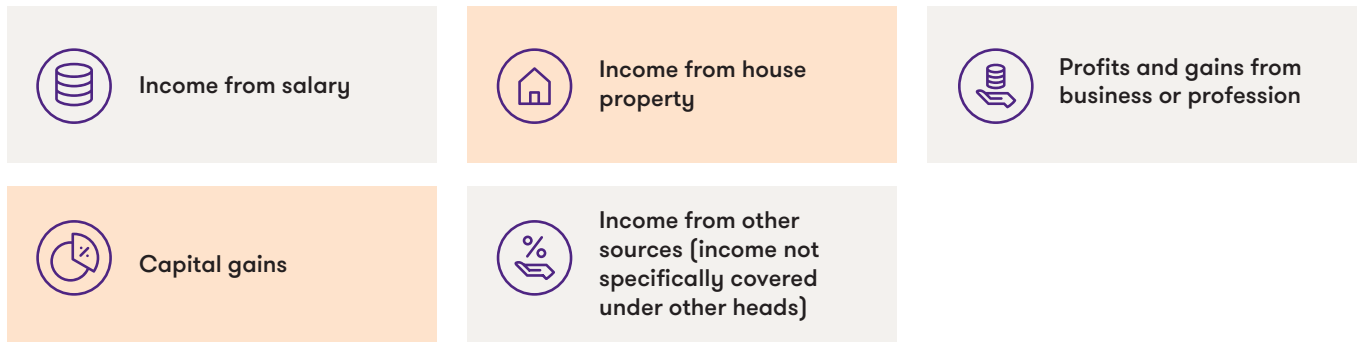 Income from salary
Income from house
property
Profits and gains from
business or profession
Capital gains
Income from other
sources (income not
specifically covered
under other heads)